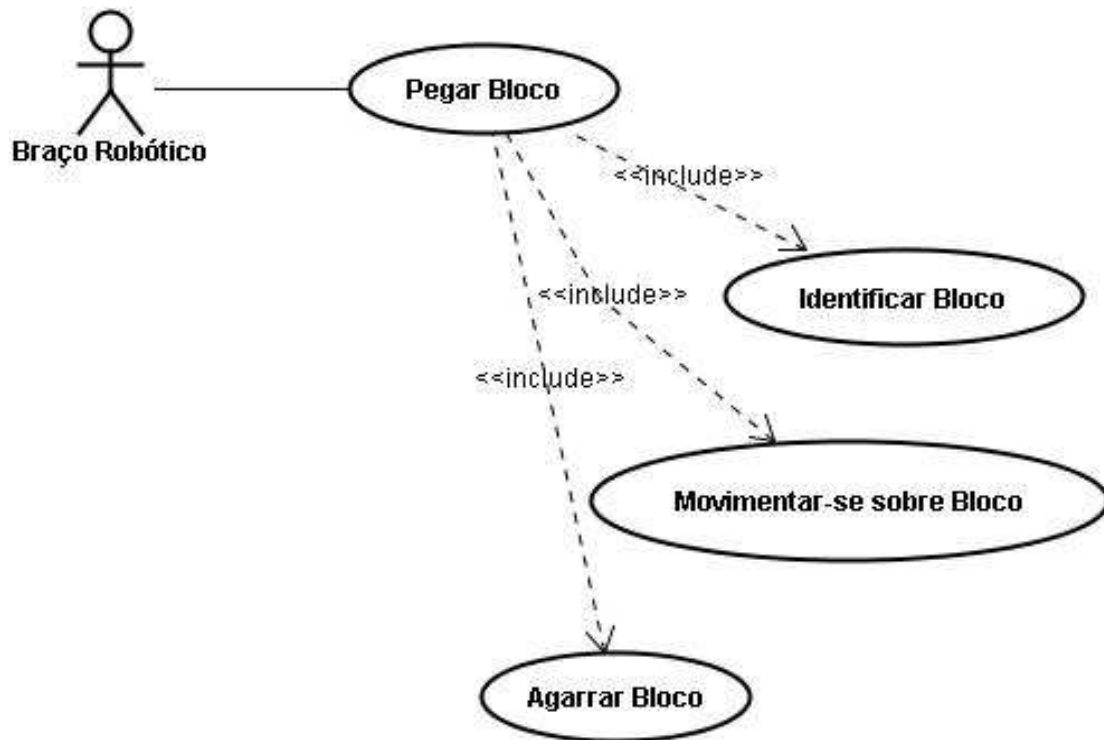 Pegar Bloco
Braço Robótico
<<include>>
Identificar Bloco
<<include>>
<<include>>
Movimentar-se sobre Bloco
Agarrar Bloco